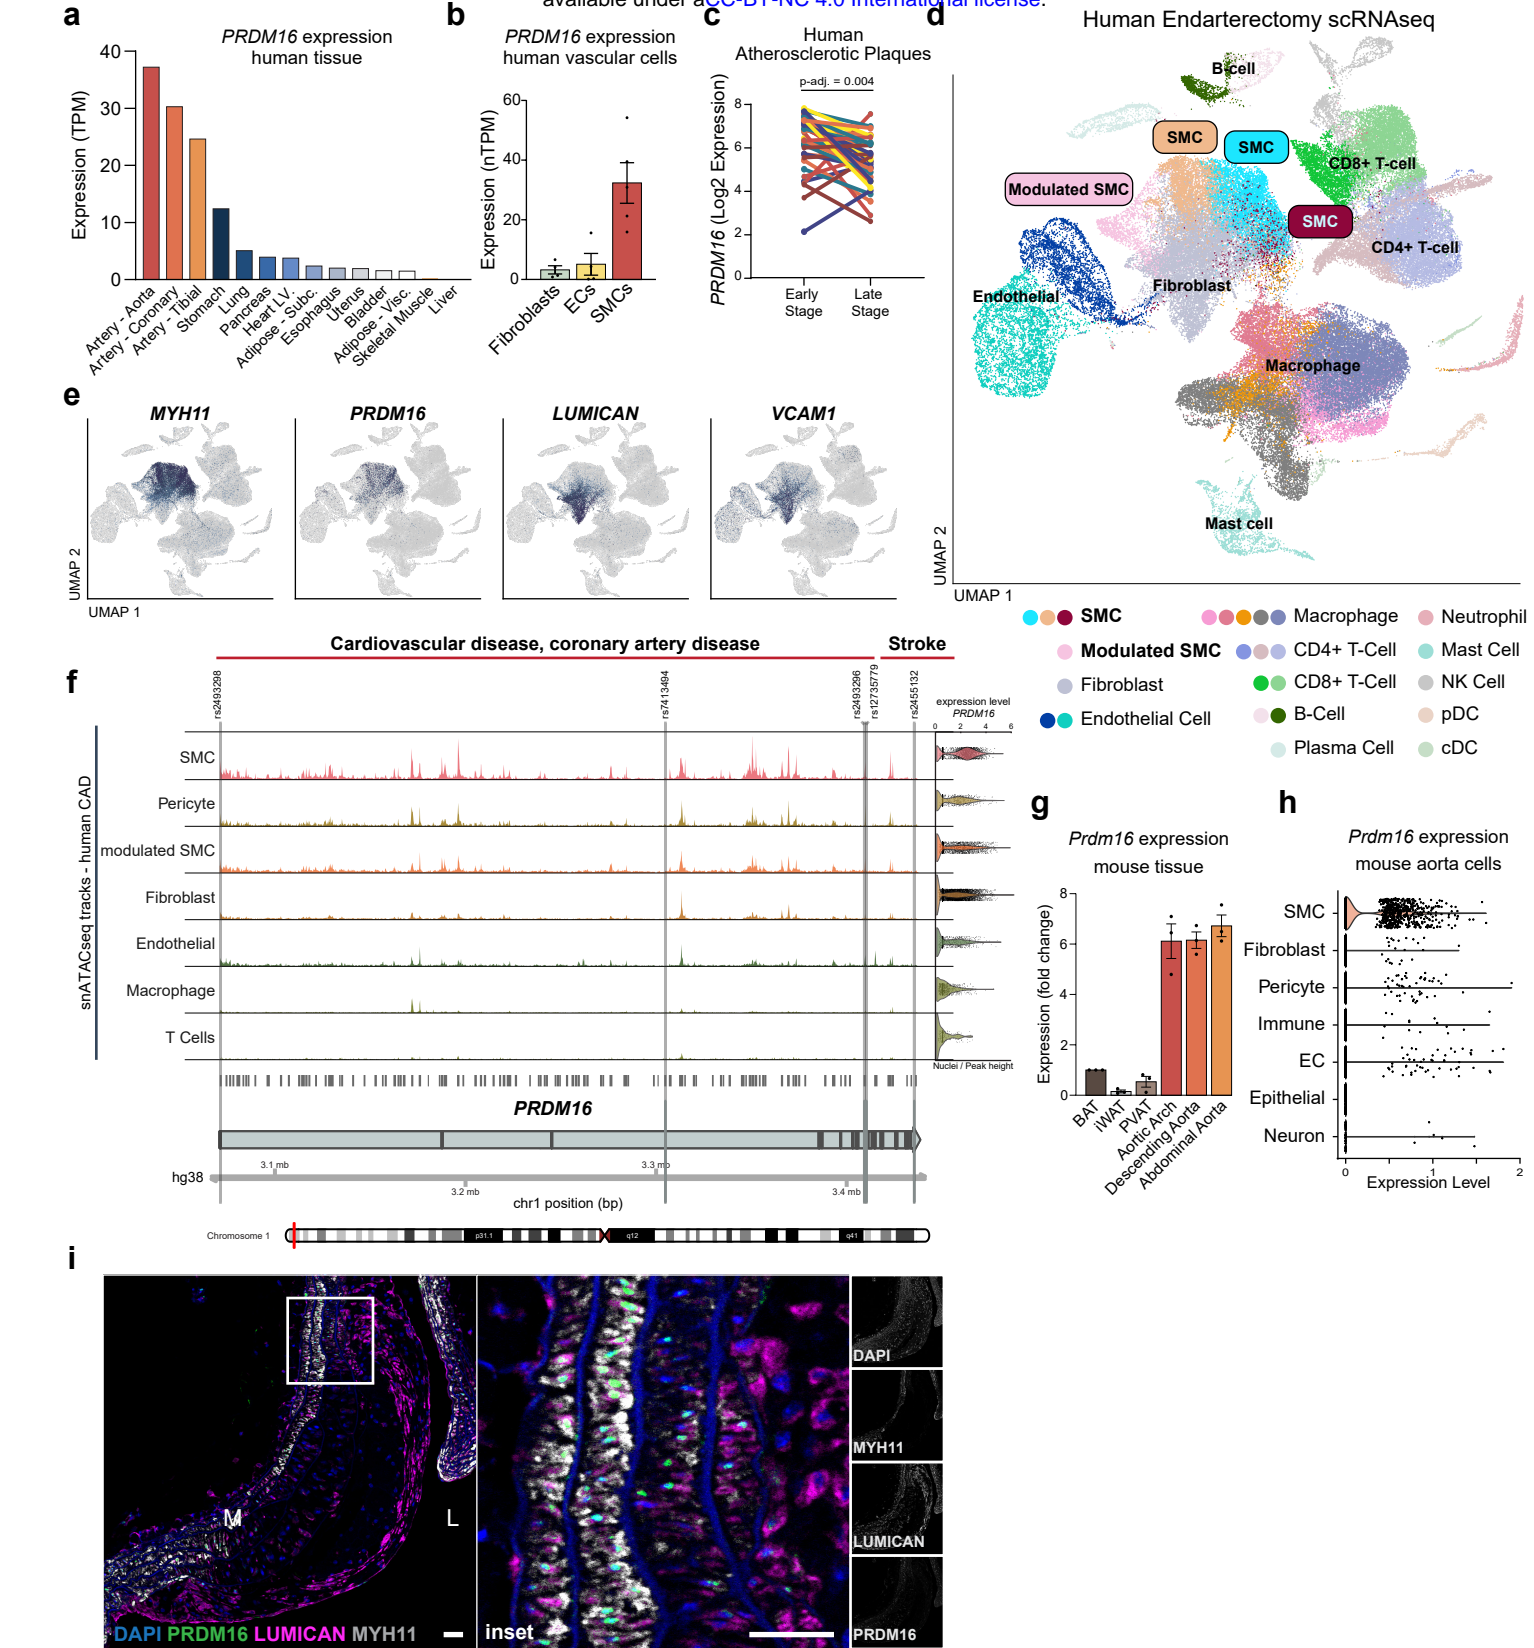 available under aCC-BY-NC 4.0 International license.
a
PRDM16 expression
human tissue
Expression (TPM)
40
30
20
10
0
Artery - Aorta
Artery - Coronary
Artery - Tibial
Stomach
Lung
Pancreas
Heart LV.
Adipose - Subc.
Esophagus
Uterus
Bladder
Adipose - Visc.
Skeletal Muscle
Liver
b
PRDM16 expression
human vascular cells
Expression (nTPM)
60
40
20
0
Fibroblasts
ECs
SMCs
c
Human
Atherosclerotic Plaques
p-adj. = 0.004
PRDM16 (Log2 Expression)
8
6
4
2
0
Early
Stage
Late
Stage
d
Human Endarterectomy scRNAseq
B-cell
SMC
SMC
CD8+ T-cell
Modulated SMC
SMC
CD4+ T-cell
Fibroblast
Endothelial
Macrophage
Mast cell
UMAP 2
UMAP 1
SMC
Modulated SMC
Fibroblast
Endothelial Cell
Macrophage
CD4+ T-Cell
CD8+ T-Cell
B-Cell
Plasma Cell
Neutrophil
Mast Cell
NK Cell
pDC
cDC
e
MYH11
PRDM16
LUMICAN
VCAM1
UMAP 2
UMAP 1
f
Cardiovascular disease, coronary artery disease
Stroke
rs2493298
rs7413494
rs2493296
rs12735779
rs2455132
expression level
PRDM16
0 2 4 6
snATACseq tracks - human CAD
SMC
Pericyte
modulated SMC
Fibroblast
Endothelial
Macrophage
T Cells
Nuclei / Peak height
PRDM16
3.1 mb
3.3 mb
hg38
3.2 mb
3.4 mb
chr1 position (bp)
Chromosome 1
p31.1
q12
q41
g
Prdm16 expression
mouse tissue
Expression (fold change)
8
6
4
2
0
BAT
iWAT
PVAT
Aortic Arch
Descending Aorta
Abdominal Aorta
h
Prdm16 expression
mouse aorta cells
SMC
Fibroblast
Pericyte
Immune
EC
Epithelial
Neuron
0 1 2
Expression Level
i
M
L
DAPI PRDM16 LUMICAN MYH11
inset
DAPI
MYH11
LUMICAN
PRDM16